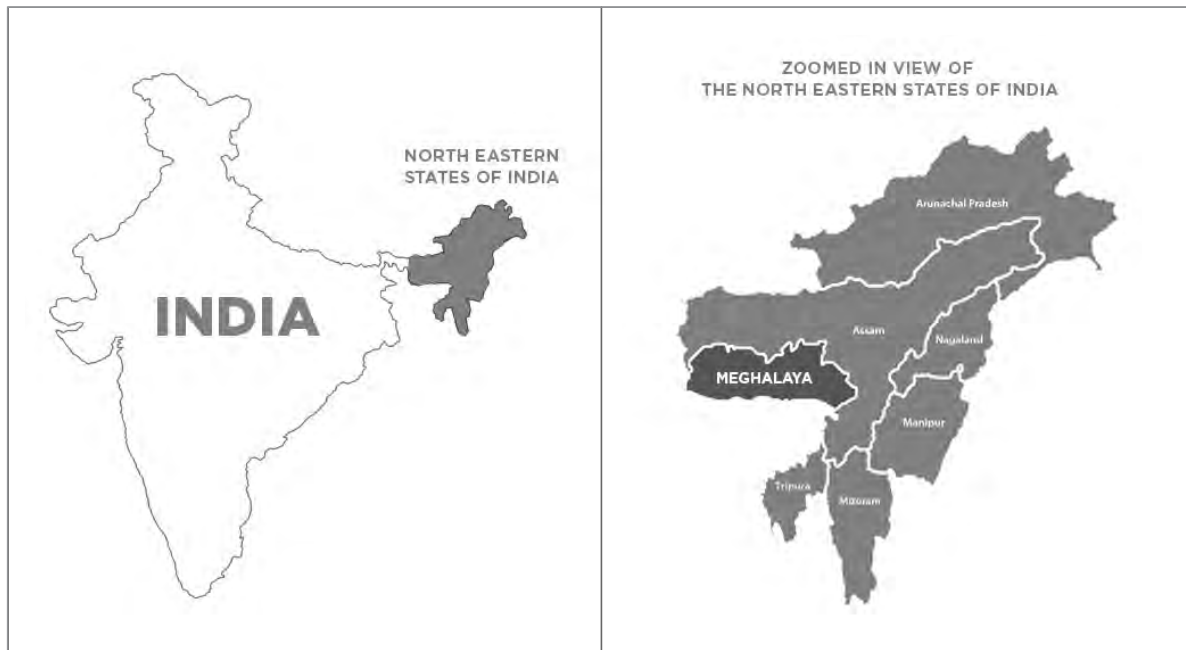 NORTH EASTERN
STATES OF INDIA
INDIA
ZOOMED IN VIEW OF
THE NORTH EASTERN STATES OF INDIA
Arunachal Pradesh
Assam
Nagaland
MEGHALAYA
Manipur
Tripura
Mizoram